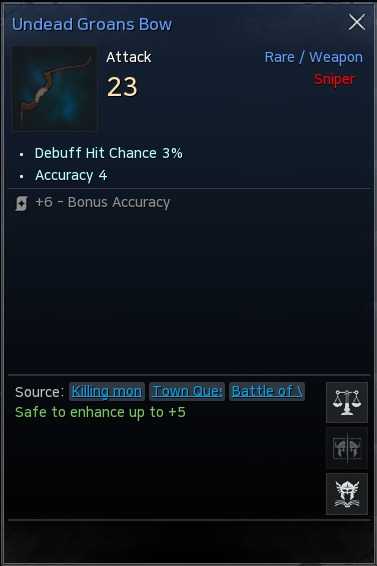 Undead Groans Bow
Attack
Rare / Weapon
23
Sniper
• Debuff Hit Chance 3%
• Accuracy 4
+6 - Bonus Accuracy
Source: Killing mon Town Ques Battle of
Safe to enhance up to +5